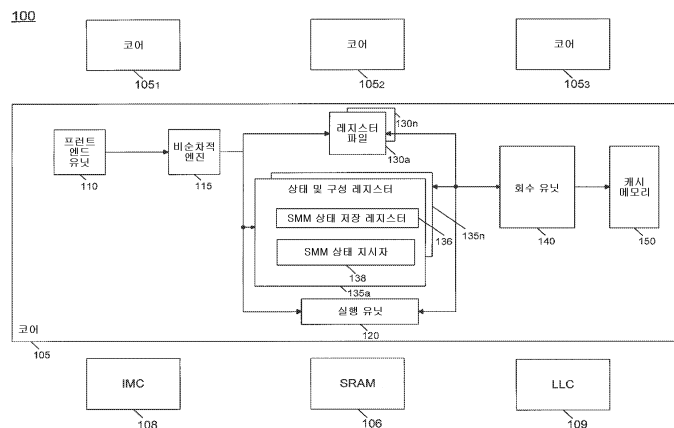 100
코어
105₁
코어
105₂
코어
105₃
프런트
엔드
유닛
110
비순차적
엔진
115
130n
레지스터
파일
130a
상태 및 구성 레지스터
SMM 상태 저장 레지스터
136
SMM 상태 지시자
138
135n
135a
실행 유닛
120
회수 유닛
140
캐시
메모리
150
코어
105
IMC
108
SRAM
106
LLC
109